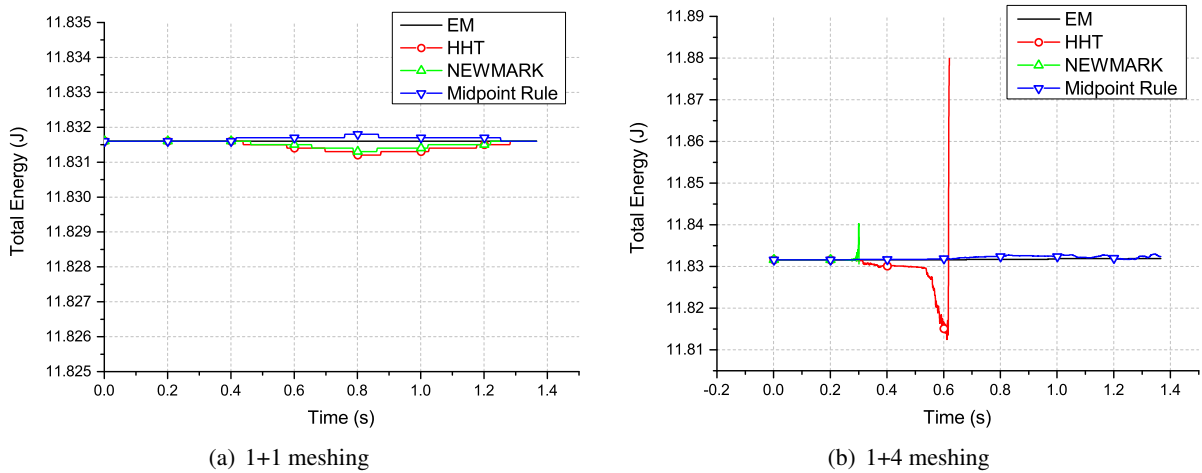 11.835
11.834
11.833
11.832
11.831
11.830
11.829
11.828
11.827
11.826
11.825
Total Energy (J)
EM
HHT
NEWMARK
Midpoint Rule
0.0 0.2 0.4 0.6 0.8 1.0 1.2 1.4
Time (s)
(a) 1+1 meshing
11.89
11.88
11.87
11.86
11.85
11.84
11.83
11.82
11.81
Total Energy (J)
EM
HHT
NEWMARK
Midpoint Rule
-0.2 0.0 0.2 0.4 0.6 0.8 1.0 1.2 1.4
Time (s)
(b) 1+4 meshing